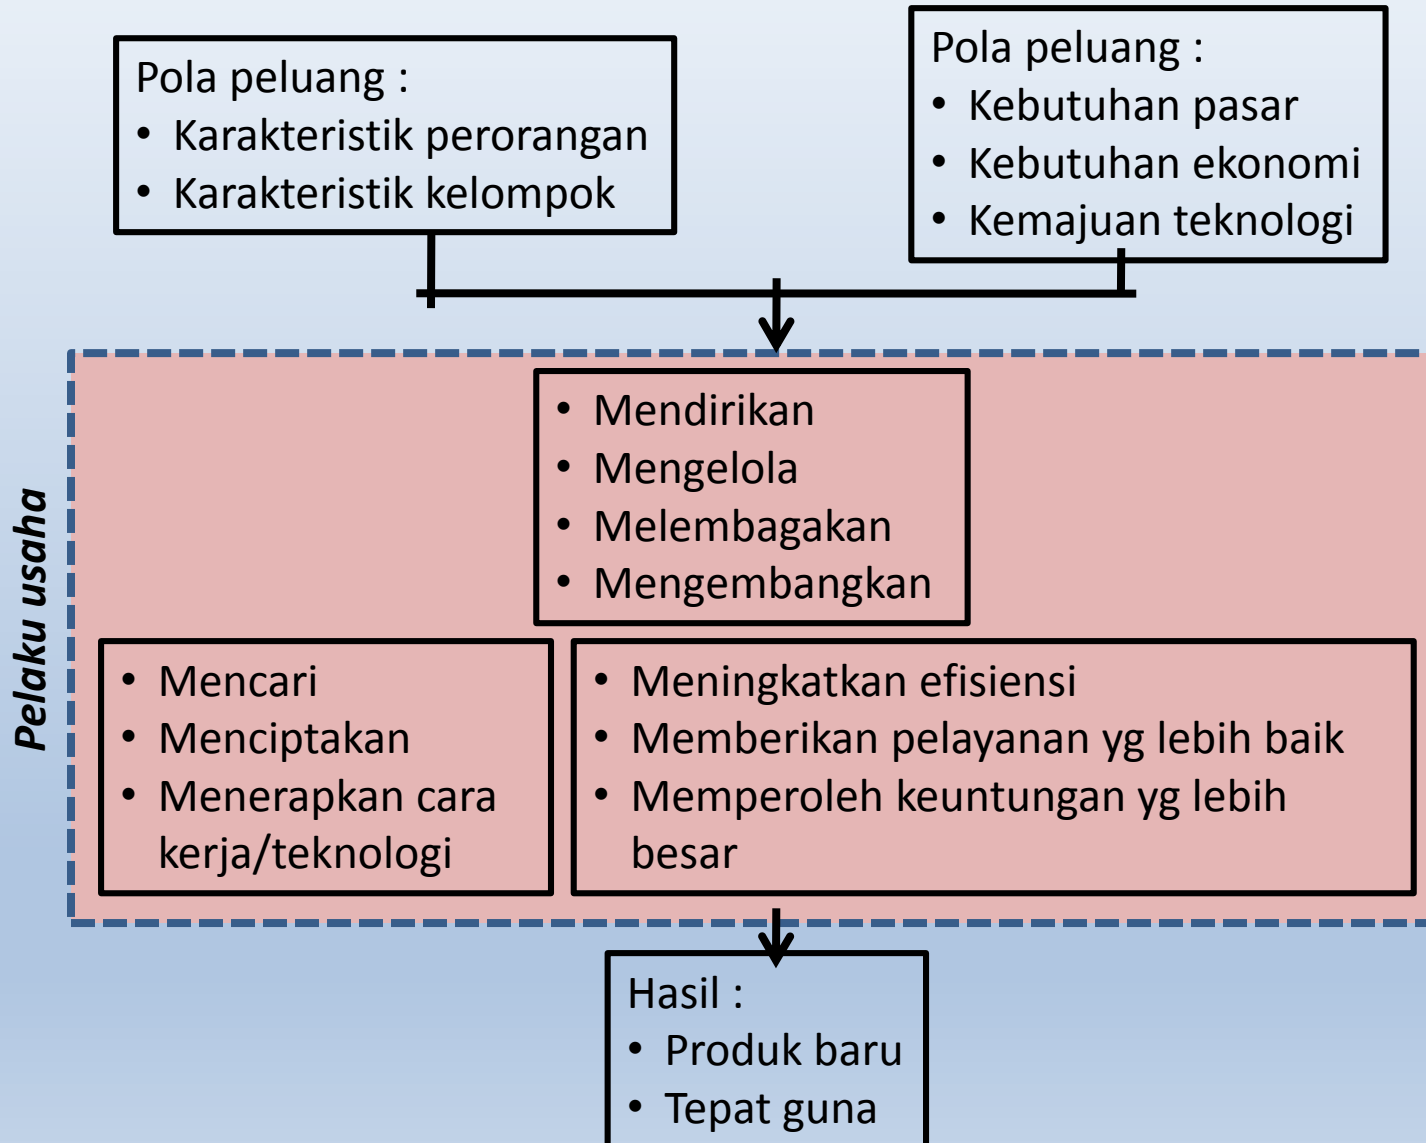 Pola peluang :
• Karakteristik perorangan
• Karakteristik kelompok
Pola peluang :
• Kebutuhan pasar
• Kebutuhan ekonomi
• Kemajuan teknologi
Pelaku usaha
• Mendirikan
• Mengelola
• Melembagakan
• Mengembangkan
• Mencari
• Menciptakan
• Menerapkan cara
kerja/teknologi
• Meningkatkan efisiensi
• Memberikan pelayanan yg lebih baik
• Memperoleh keuntungan yg lebih
besar
Hasil :
• Produk baru
• Tepat guna